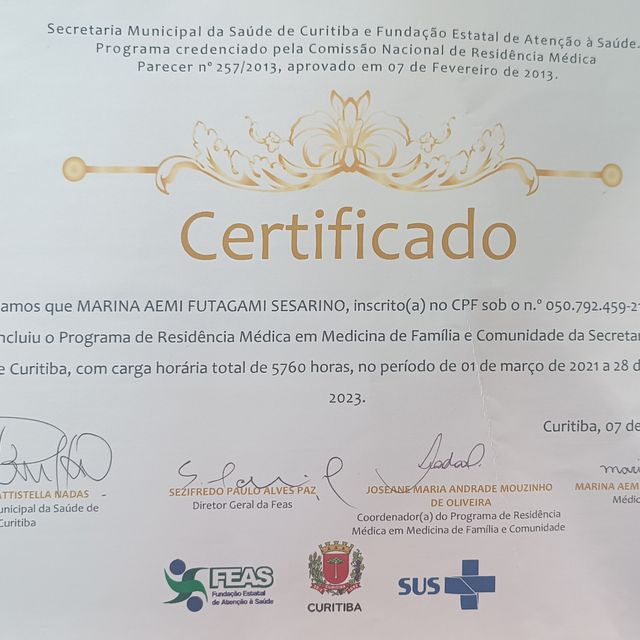 Secretaria Municipal da Saúde de Curitiba e Fundação Estatal de Atenção à Saúde.
Programa credenciado pela Comissão Nacional de Residência Médica
Parecer nº 257/2013, aprovado em 07 de Fevereiro de 2013.
Certificado
amos que MARINA AEMI FUTAGAMI SESARINO, inscrito(a) no CPF sob o n.º 050.792.459-2
ncluiu o Programa de Residência Médica em Medicina de Família e Comunidade da Secretar
e Curitiba, com carga horária total de 5760 horas, no período de 01 de março de 2021 a 28 d
2023.
Curitiba, 07 de
ATTISTELLA NADAS
unicipal da Saúde de
Curitiba
SEZIFREDO PAULO ALVES PAZ
Diretor Geral da Feas
JOSEANE MARIA ANDRADE MOUZINHO
DE OLIVEIRA
Coordenador(a) do Programa de Residência
Médica em Medicina de Família e Comunidade
MARINA AEM
Médic
FEAS
Fundação Estatal
de Atenção à Saúde
CURITIBA
SUS